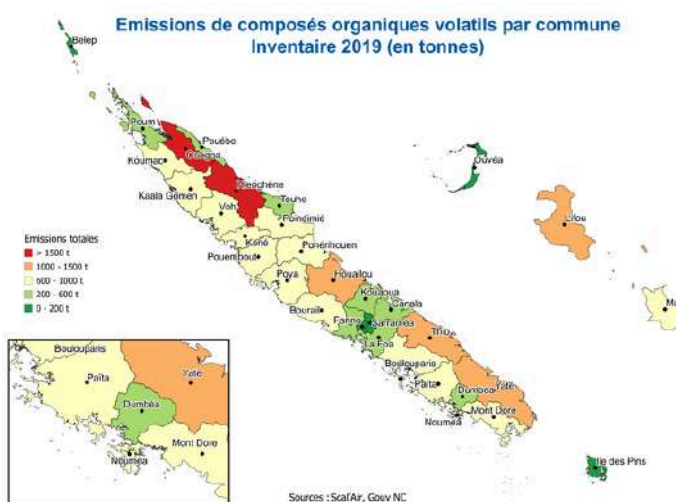 Emissions de composés organiques volatils par commune
Inventaire 2019 (en tonnes)
Belep
Poum
Pouébo
Ouégoa
Koumac
Ouvéa
Hienghène
Kaala Gomen
Touho
Voh
Lifou
Poindimié
Koné
Ponérihouen
Pouembout
Emissions totales
> 1500 t
1000 - 1500 t
600 - 1000 t
200 - 600 t
0 - 200 t
Poya
Houaïlou
Kouaoua
Canala
Bourail
Farino
Sarraméa
Thio
La Foa
Boulouparis
Païta
Dumbéa
Yaté
Nouméa
Mont Dore
Boulouparis
Païta
Yaté
Dumbéa
Mont Dore
Nouméa
Ile des Pins
Sources : Scal'Air, Gouv NC